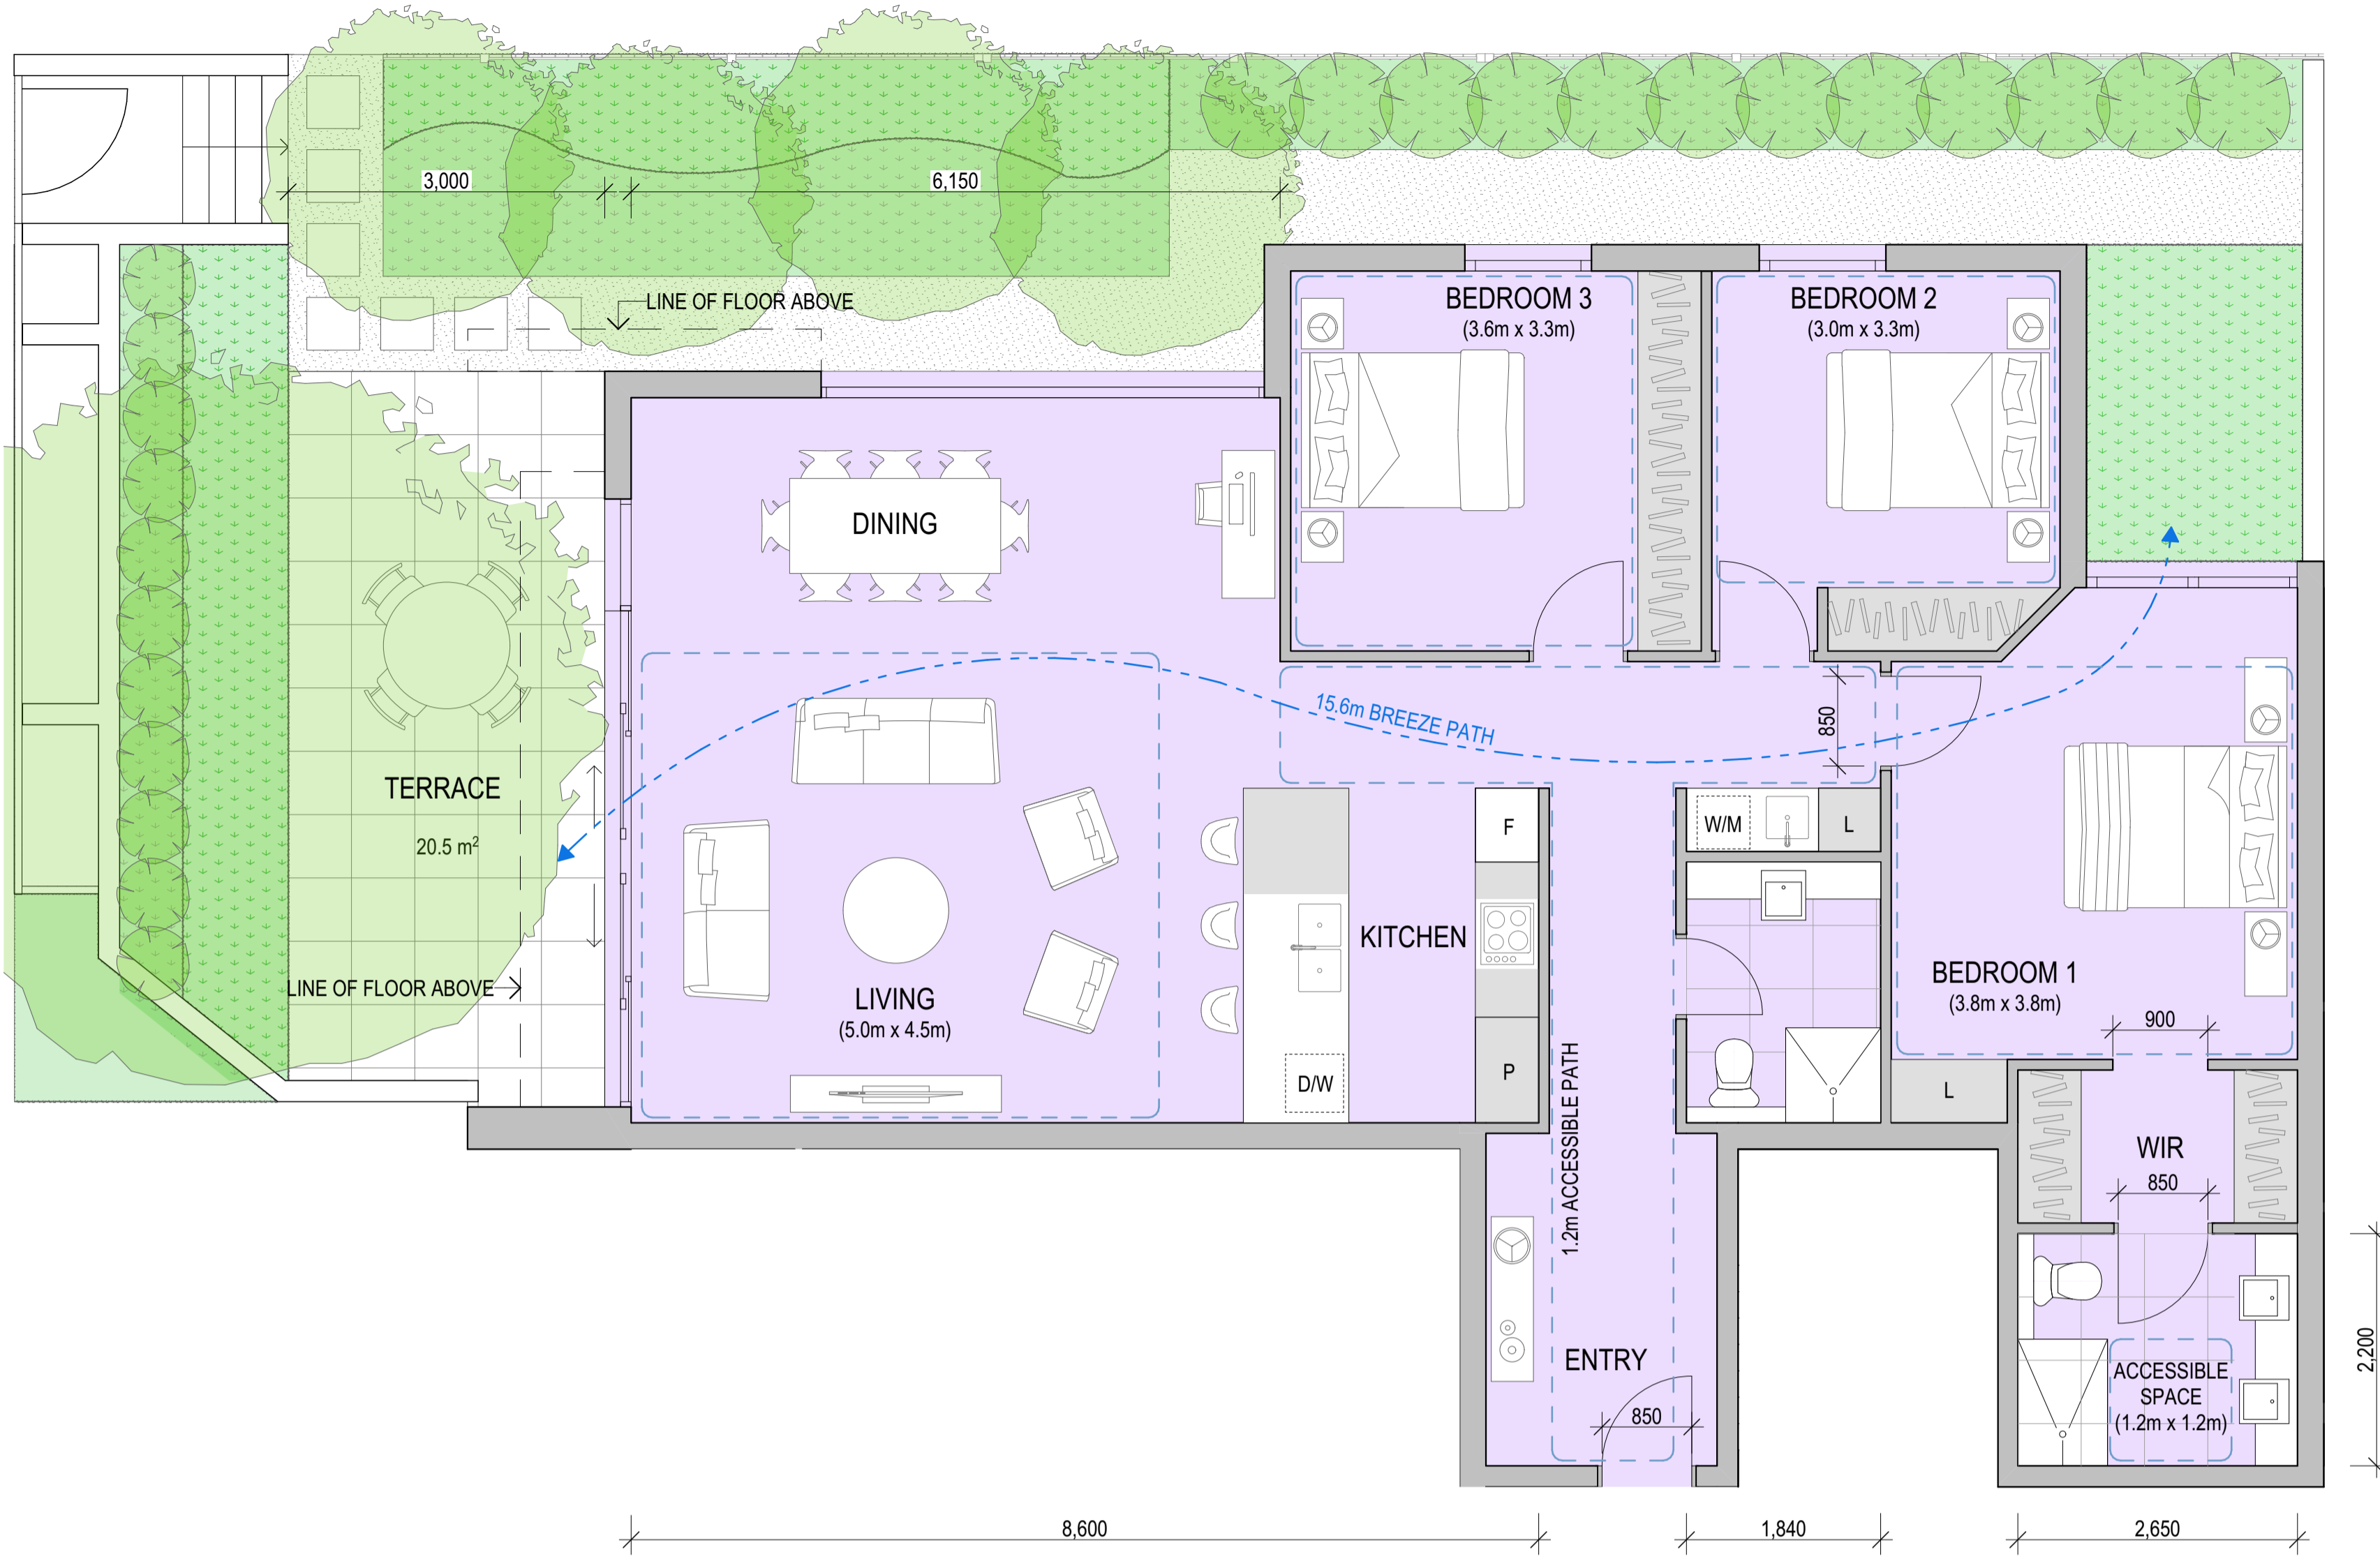 3,000
6,150
LINE OF FLOOR ABOVE
BEDROOM 3
(3.6m x 3.3m)
BEDROOM 2
(3.0m x 3.3m)
DINING
15.6m BREEZE PATH
850
TERRACE
20.5 m²
F
W/M
L
KITCHEN
LINE OF FLOOR ABOVE
LIVING
(5.0m x 4.5m)
BEDROOM 1
(3.8m x 3.8m)
900
D/W
P
1.2m ACCESSIBLE PATH
L
WIR
850
ENTRY
850
ACCESSIBLE
SPACE
(1.2m x 1.2m)
2,200
8,600
1,840
2,650